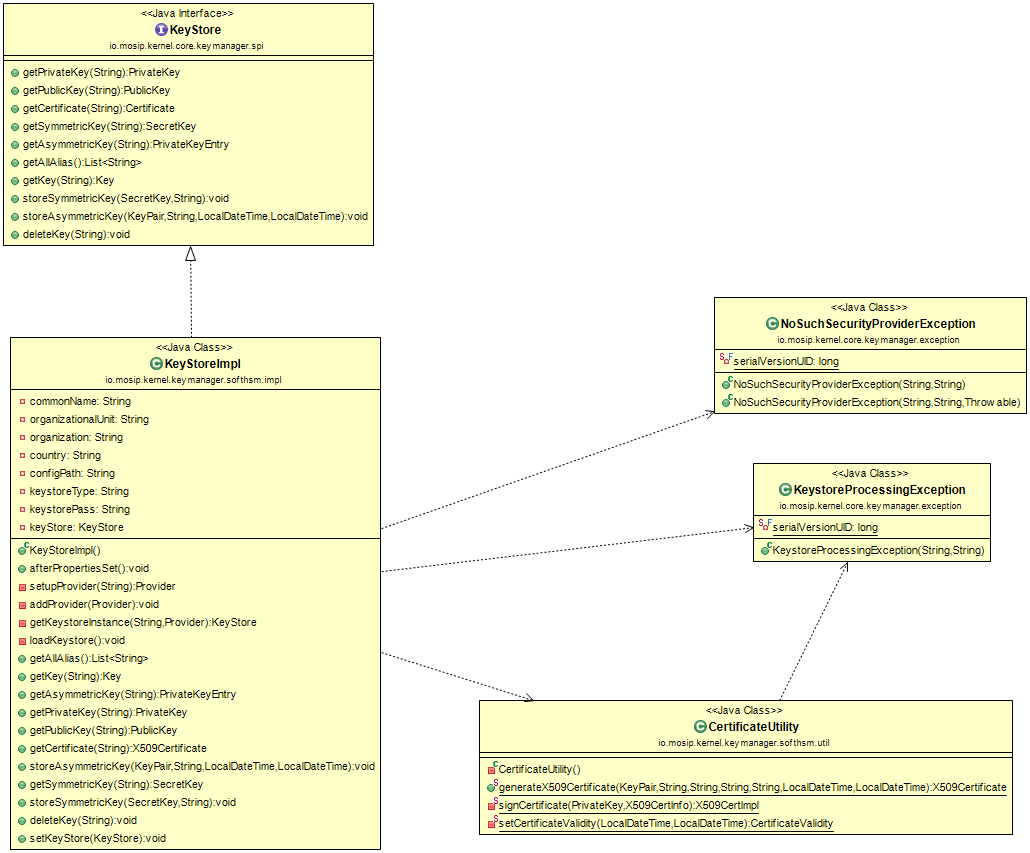 <<Java Interface>>
KeyStore
io.mosip.kernel.core.keymanager.spi
getPrivateKey(String):PrivateKey
getPublicKey(String):PublicKey
getCertificate(String):Certificate
getSymmetricKey(String):SecretKey
getAsymmetricKey(String):PrivateKeyEntry
getAllAlias():List<String>
getKey(String):Key
storeSymmetricKey(SecretKey,String):void
storeAsymmetricKey(KeyPair,String,LocalDateTime,LocalDateTime):void
deleteKey(String):void
<<Java Class>>
KeyStoreImpl
io.mosip.kernel.keymanager.softhsm.impl
commonName: String
organizationalUnit: String
organization: String
country: String
configPath: String
keystoreType: String
keystorePass: String
keyStore: KeyStore
KeyStoreImpl()
afterPropertiesSet():void
setupProvider(String):Provider
addProvider(Provider):void
getKeystoreInstance(String,Provider):KeyStore
loadKeystore():void
getAllAlias():List<String>
getKey(String):Key
getAsymmetricKey(String):PrivateKeyEntry
getPrivateKey(String):PrivateKey
getPublicKey(String):PublicKey
getCertificate(String):X509Certificate
storeAsymmetricKey(KeyPair,String,LocalDateTime,LocalDateTime):void
getSymmetricKey(String):SecretKey
storeSymmetricKey(SecretKey,String):void
deleteKey(String):void
setKeyStore(KeyStore):void
<<Java Class>>
NoSuchSecurityProviderException
io.mosip.kernel.core.keymanager.exception
serialVersionUID: long
NoSuchSecurityProviderException(String,String)
NoSuchSecurityProviderException(String,String,Throwable)
<<Java Class>>
KeystoreProcessingException
io.mosip.kernel.core.keymanager.exception
serialVersionUID: long
KeystoreProcessingException(String,String)
<<Java Class>>
CertificateUtility
io.mosip.kernel.keymanager.softhsm.util
CertificateUtility()
generateX509Certificate(KeyPair,String,String,String,String,LocalDateTime,LocalDateTime):X509Certificate
signCertificate(PrivateKey,X509CertInfo):X509CertImpl
setCertificateValidity(LocalDateTime,LocalDateTime):CertificateValidity